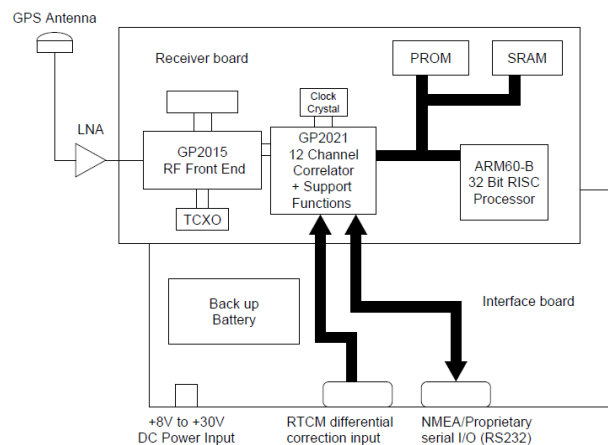 GPS Antenna
Receiver board
PROM
SRAM
Clock
Crystal
LNA
GP2015
RF Front End
GP2021
12 Channel
Correlator
+ Support
Functions
ARM60-B
32 Bit RISC
Processor
TCXO
Back up
Battery
Interface board
+8V to +30V
DC Power Input
RTCM differential
correction input
NMEA/Proprietary
serial I/O (RS232)